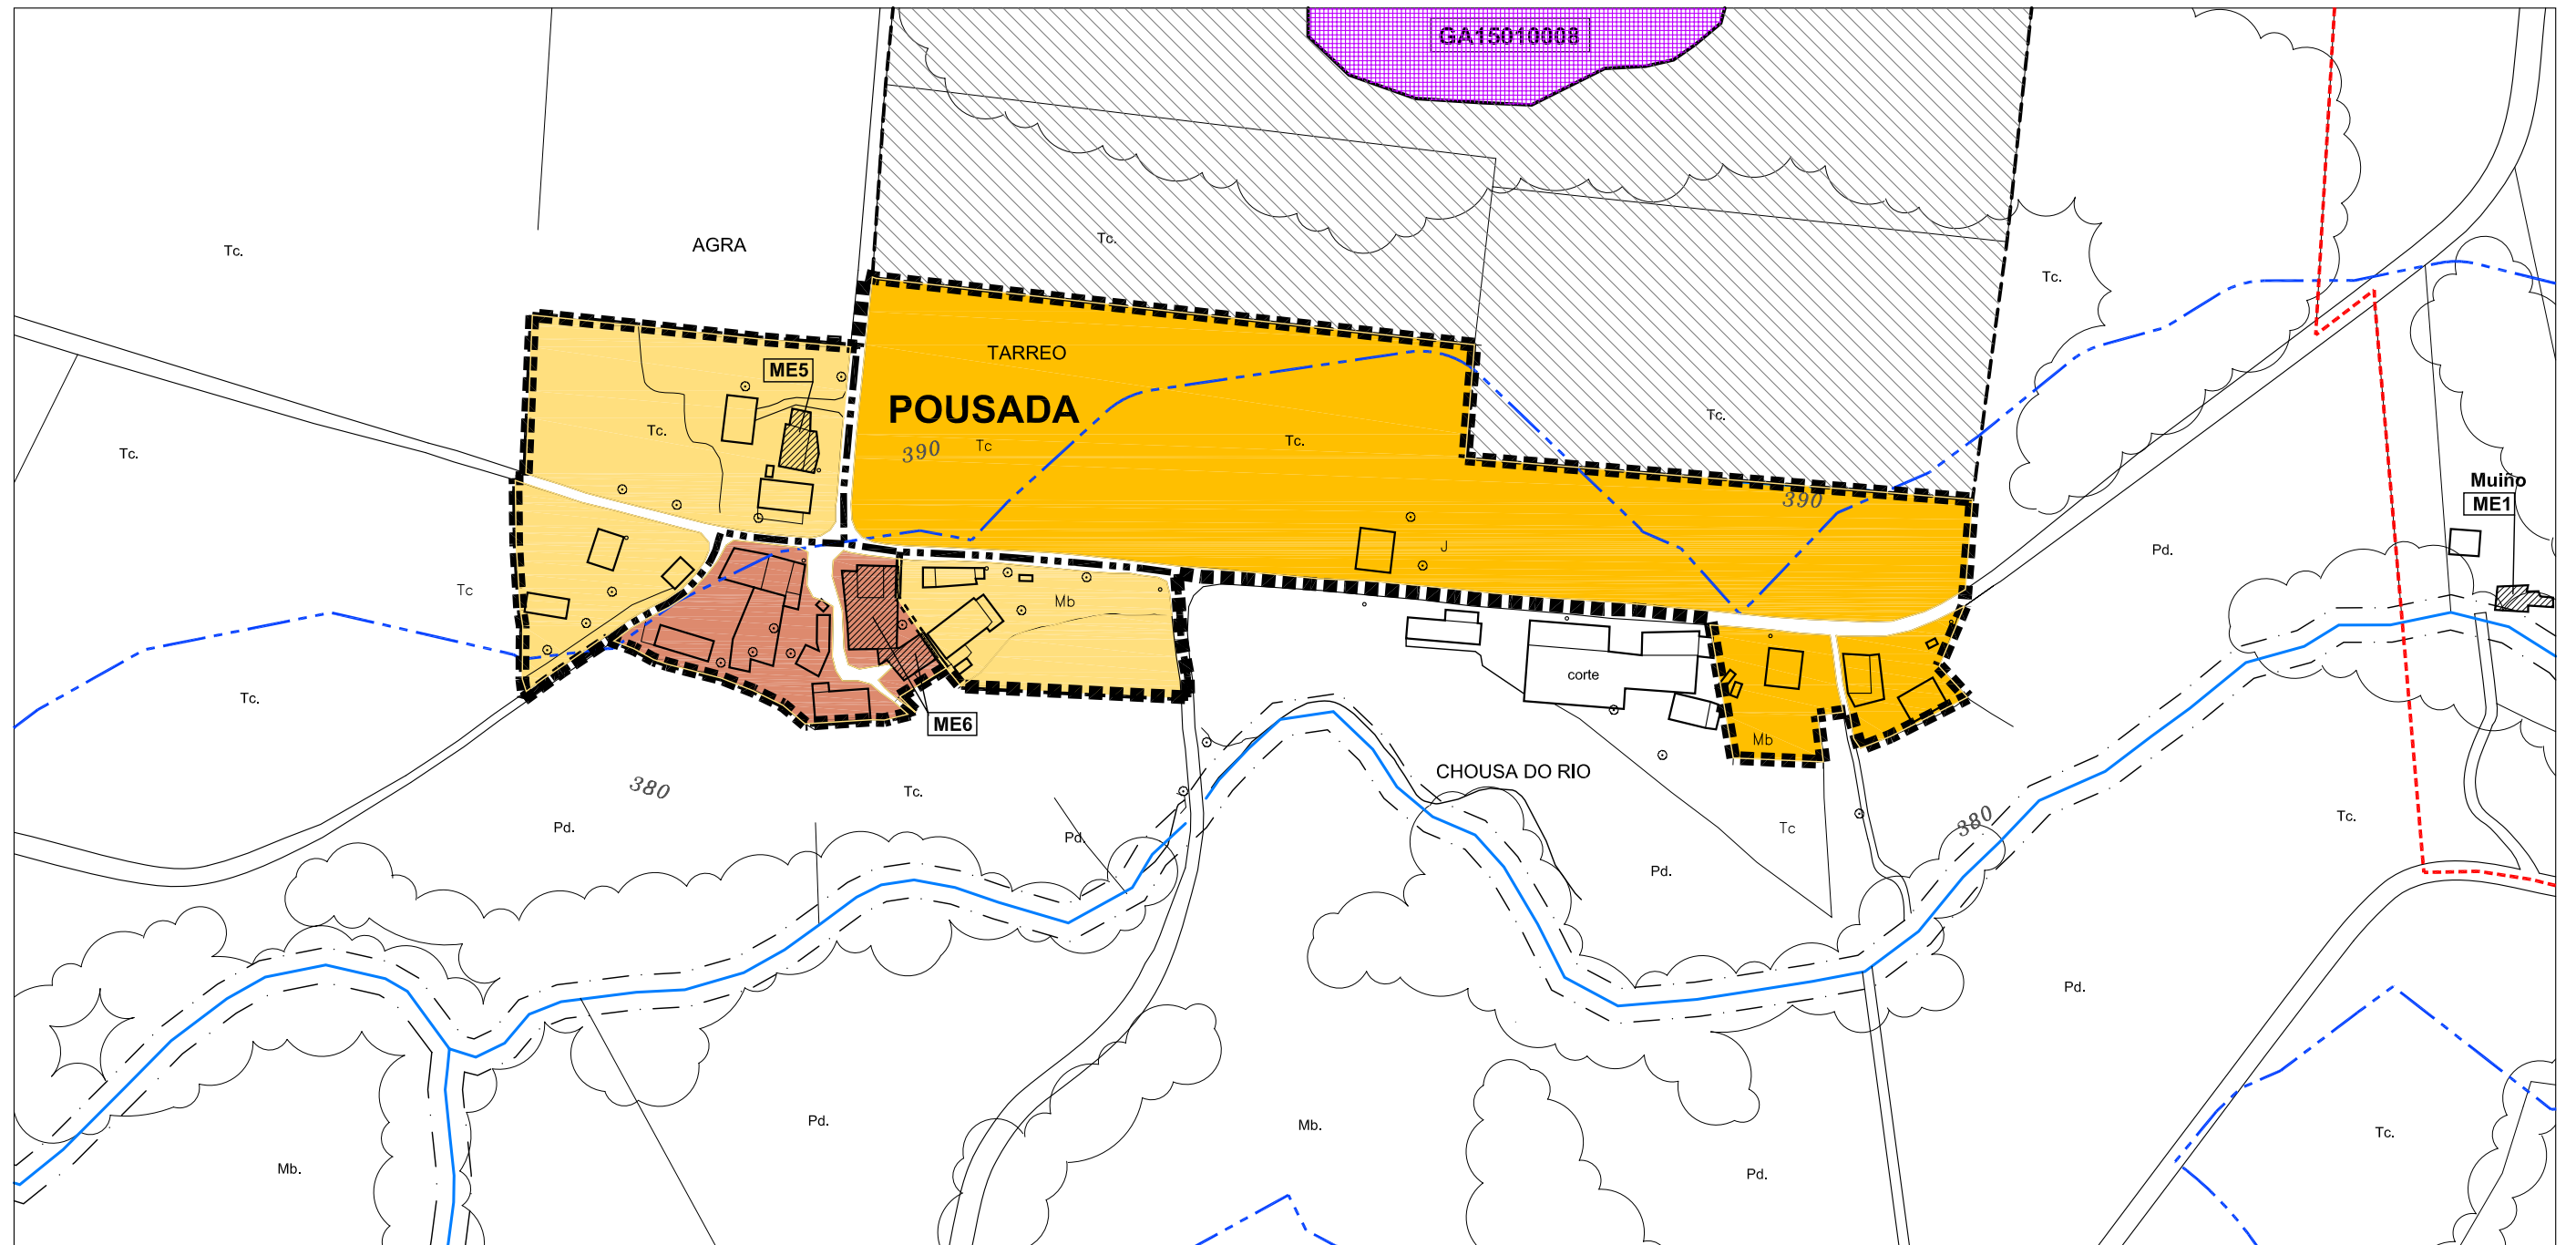 GA15010008
Tc.
AGRA
Tc.
Tc.
TARREO
ME5
POUSADA
Tc.
Tc.
Tc.
390
Tc
Tc.
Tc.
Muiño
390
ME1
J
Pd.
Tc
Mb
corte
Tc.
ME6
Mb
CHOUSA DO RIO
380
Tc.
Pd.
Pd.
Tc
380
Tc.
Pd.
Pd.
Pd.
Mb.
Tc.
Mb.
Pd.